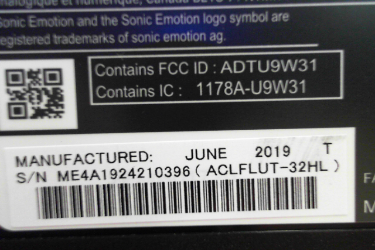 Sonic Emotion and the Sonic Emotion logo symbol are
registered trademarks of sonic emotion ag.
Contains FCC ID : ADTU9W31
Contains IC : 1178A-U9W31
MANUFACTURED: JUNE 2019 T
S/N ME4A1924210396 ( ACLFLUT-32HL )